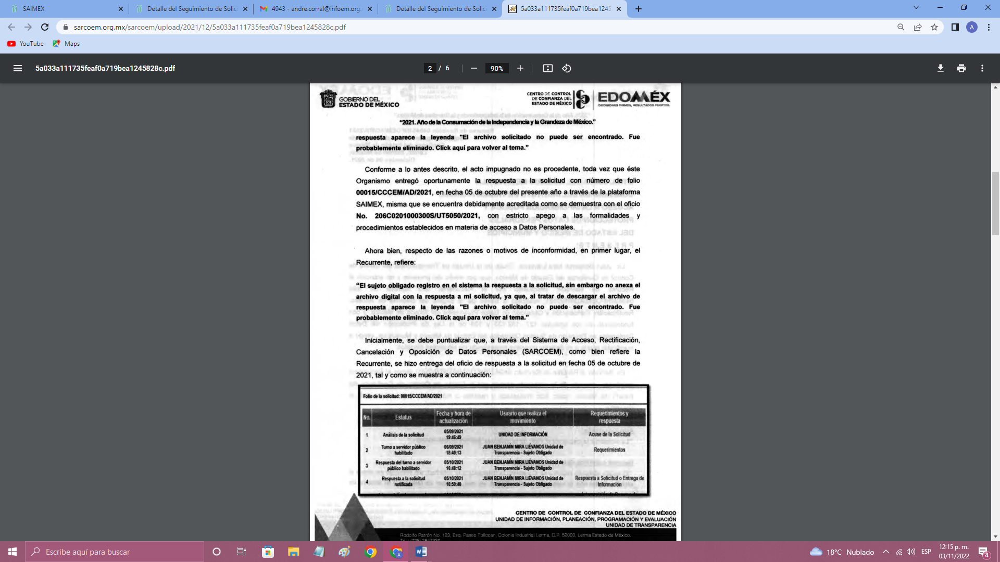 SAIMEX
Detalle del Seguimiento de Solici
4943 - andre.corral@infoem.org.
Detalle del Seguimiento de Solici
5a033a111735feaf0a719bea1245
sarcoem.org.mx/sarcoem/upload/2021/12/5a033a111735feaf0a719bea1245828c.pdf
A
YouTube
Maps
5a033a111735feaf0a719bea1245828c.pdf
2 / 6
90%
GOBIERNO DEL
ESTADO DE MÉXICO
CENTRO DE CONTROL
DE CONFIANZA DEL
ESTADO DE MÉXICO
EDOMÉX
DECISIONES FIRMES, RESULTADOS FUERTES.
“2021. Año de la Consumación de la Independencia y la Grandeza de México.”
respuesta aparece la leyenda "El archivo solicitado no puede ser encontrado. Fue
probablemente eliminado. Click aquí para volver al tema.”
Conforme a lo antes descrito, el acto impugnado no es procedente, toda vez que éste
Organismo entregó oportunamente la respuesta a la solicitud con número de folio
00015/CCCEM/AD/2021, en fecha 05 de octubre del presente año a través de la plataforma
SAIMEX, misma que se encuentra debidamente acreditada como se demuestra con el oficio
No. 206C0201000300S/UT5050/2021, con estricto apego a las formalidades y
procedimientos establecidos en materia de acceso a Datos Personales.
Ahora bien, respecto de las razones o motivos de inconformidad, en primer lugar, el
Recurrente, refiere:
“El sujeto obligado registro en el sistema la respuesta a la solicitud, sin embargo no anexa el
archivo digital con la respuesta a mi solicitud, ya que, al tratar de descargar el archivo de
respuesta aparece la leyenda "El archivo solicitado no puede ser encontrado. Fue
probablemente eliminado. Click aquí para volver al tema.”
Inicialmente, se debe puntualizar que, a través del Sistema de Acceso, Rectificación,
Cancelación y Oposición de Datos Personales (SARCOEM), como bien refiere la
Recurrente, se hizo entrega del oficio de respuesta a la solicitud en fecha 05 de octubre de
2021, tal y como se muestra a continuación:
Folio de la solicitud: 00015/CCCEM/AD/2021
No. Estatus Fecha y hora de actualización Usuario que realiza el movimiento Requerimientos y respuesta
1 Análisis de la solicitud 05/09/2021 19:46:49 UNIDAD DE INFORMACIÓN Acuse de la Solicitud
2 Turno a servidor público habilitado 06/09/2021 18:40:13 JUAN BENJAMÍN MIRA LIÉVANOS Unidad de Transparencia - Sujeto Obligado Requerimientos
3 Respuesta del turno a servidor público habilitado 05/10/2021 16:48:12 JUAN BENJAMÍN MIRA LIÉVANOS Unidad de Transparencia - Sujeto Obligado
4 Respuesta a la solicitud notificada 05/10/2021 16:50:40 JUAN BENJAMÍN MIRA LIÉVANOS Unidad de Transparencia - Sujeto Obligado Respuesta a Solicitud o Entrega de Información
CENTRO DE CONTROL DE CONFIANZA DEL ESTADO DE MÉXICO
UNIDAD DE INFORMACIÓN, PLANEACIÓN, PROGRAMACIÓN Y EVALUACIÓN
UNIDAD DE TRANSPARENCIA
Rodolfo Patrón No. 123, Esq. Paseo Tollocan, Colonia Industrial Lerma, C.P. 52000, Lerma Estado de México.
Escribe aquí para buscar
18°C Nublado
ESP
12:15 p. m.
03/11/2022
4